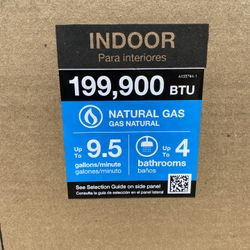 INDOOR
Para interiores
199,900 BTU
NATURAL GAS
GAS NATURAL
Up To 9.5 gallons/minute
galones/minuto
Up To 4 bathrooms
baños
See Selection Guide on side panel
Consulta la guía de selección en el panel lateral